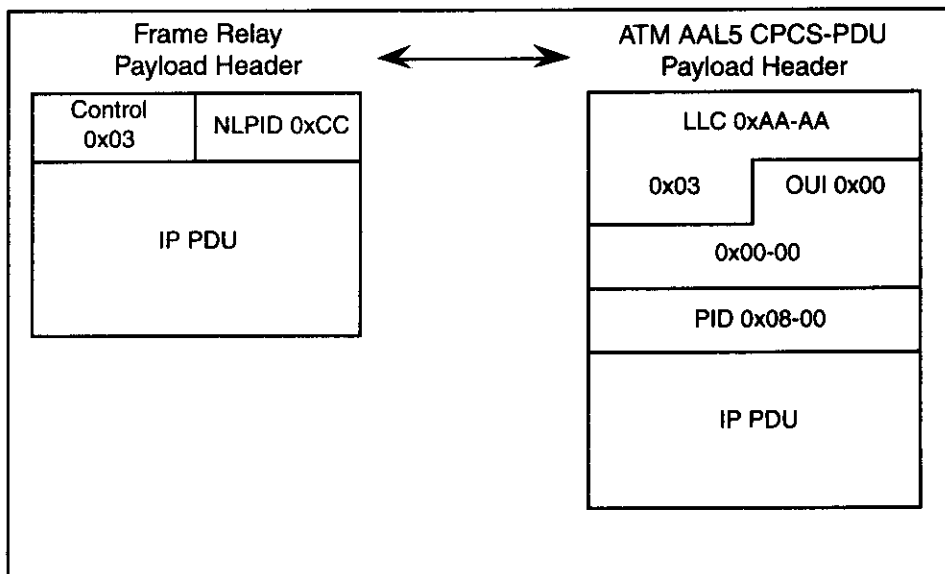 Frame Relay
Payload Header
Control
0x03
NLPID 0xCC
IP PDU
ATM AAL5 CPCS-PDU
Payload Header
LLC 0xAA-AA
0x03
OUI 0x00
0x00-00
PID 0x08-00
IP PDU